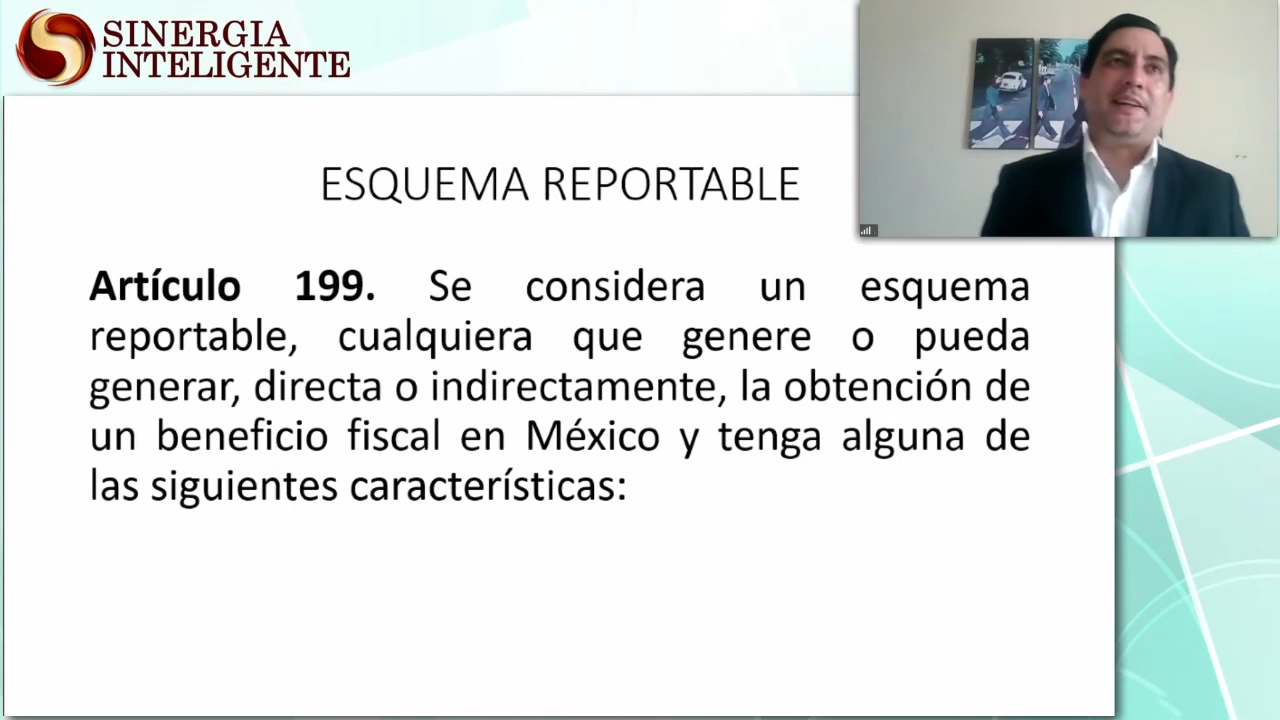 SINERGIA
INTELIGENTE
ESQUEMA REPORTABLE
Artículo 199. Se considera un esquema
reportable, cualquiera que genere o pueda
generar, directa o indirectamente, la obtención de
un beneficio fiscal en México y tenga alguna de
las siguientes características: